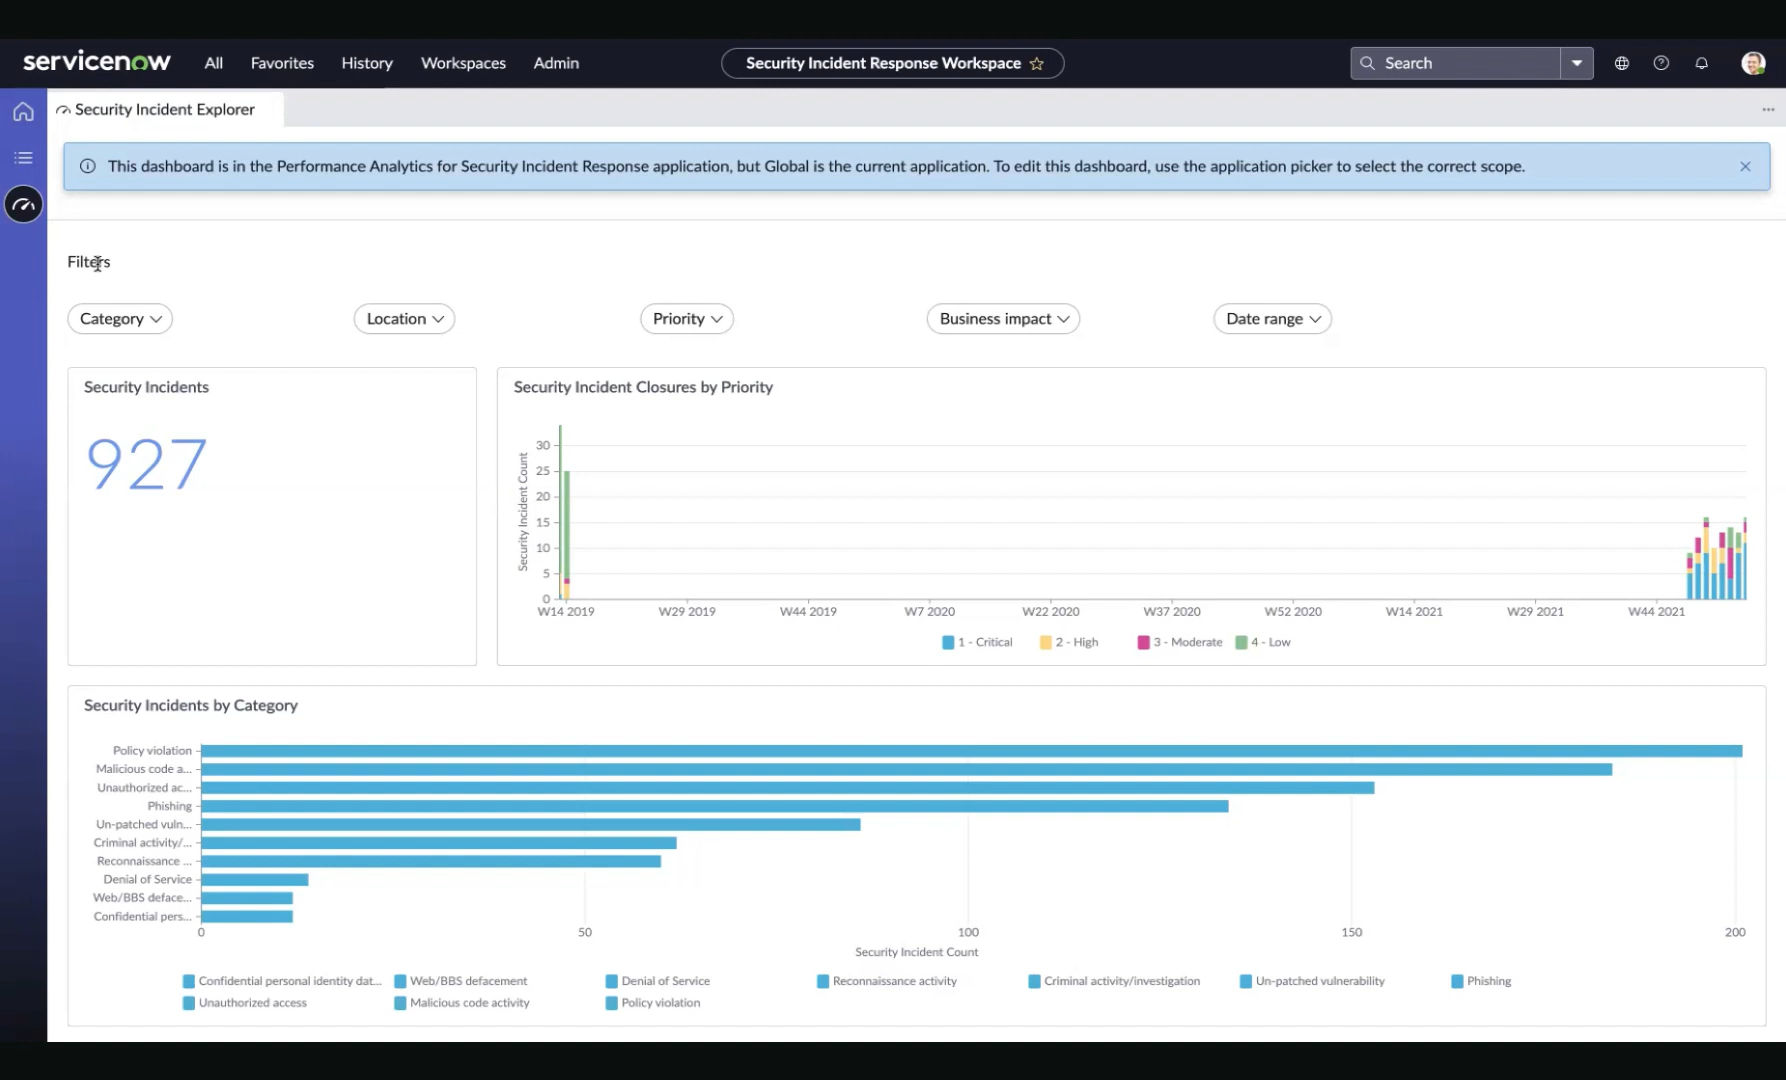 servicenow All Favorites History Workspaces Admin Security Incident Response Workspace Search
Security Incident Explorer
This dashboard is in the Performance Analytics for Security Incident Response application, but Global is the current application. To edit this dashboard, use the application picker to select the correct scope.
Filters
Category Location Priority Business impact Date range
Security Incidents
927
Security Incident Closures by Priority
Security Incident Count
30
25
20
15
10
5
0
W14 2019 W29 2019 W44 2019 W7 2020 W22 2020 W37 2020 W52 2020 W14 2021 W29 2021 W44 2021
1 - Critical 2 - High 3 - Moderate 4 - Low
Security Incidents by Category
Policy violation
Malicious code a...
Unauthorized ac...
Phishing
Un-patched vuln...
Criminal activity/...
Reconnaissance ...
Denial of Service
Web/BBS deface...
Confidential pers...
0 50 100 150 200
Security Incident Count
Confidential personal identity dat... Web/BBS defacement Denial of Service Reconnaissance activity Criminal activity/investigation Un-patched vulnerability Phishing
Unauthorized access Malicious code activity Policy violation